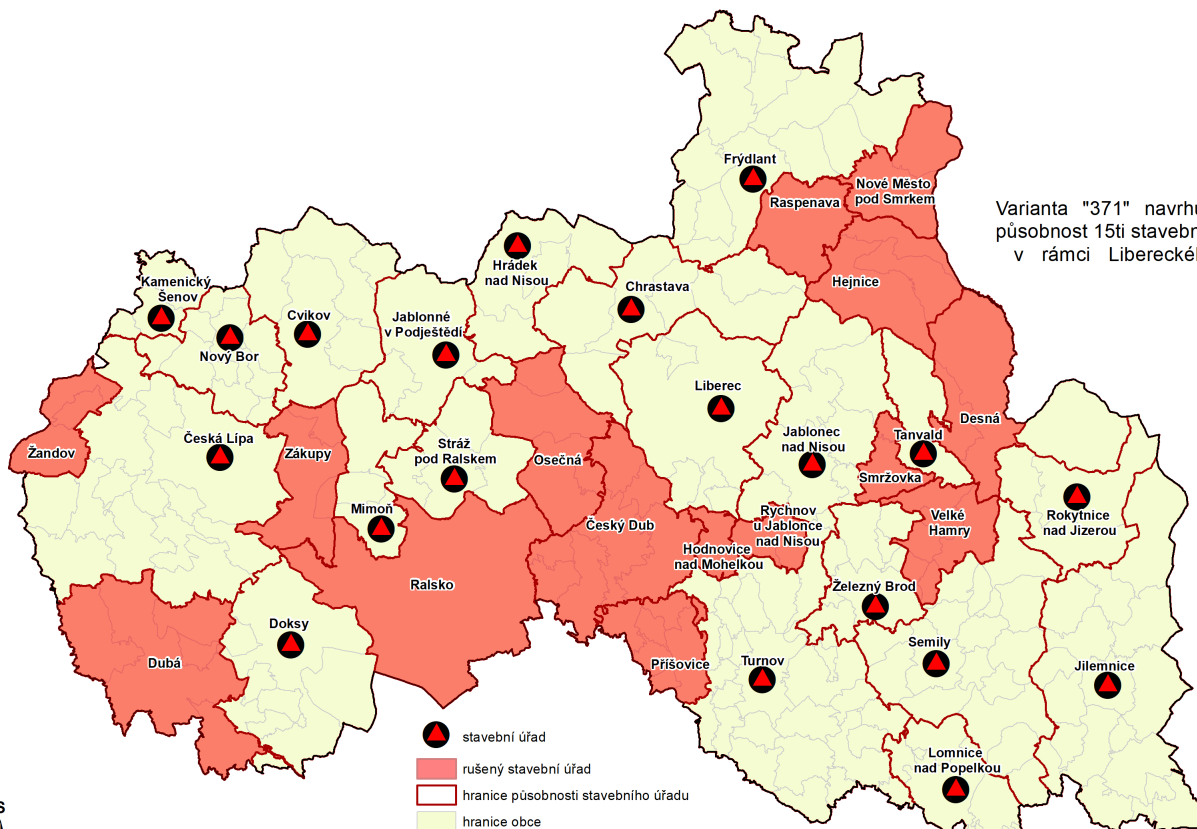 Frýdlant
Raspenava
Nové Město
pod Smrkem
Varianta "371" navrhu
působnost 15ti stavebn
v rámci Libereckél
Hrádek
nad Nisou
Hejnice
Kamenický
Šenov
Chrastava
Cvikov
Jablonné
v Podještědí
Nový Bor
Liberec
Desná
Žandov
Česká Lípa
Zákupy
Stráž
pod Ralskem
Osečná
Jablonec
nad Nisou
Tanvald
Smržovka
Mimoň
Český Dub
Rychnov
u Jablonce
nad Nisou
Velké
Hamry
Rokytnice
nad Jizerou
Hodnovice
nad Mohelkou
Ralsko
Železný Brod
Doksy
Dubá
Příšovice
Turnov
Semily
Jilemnice
Lomnice
nad Popelkou
stavební úřad
rušený stavební úřad
hranice působnosti stavebního úřadu
hranice obce
s